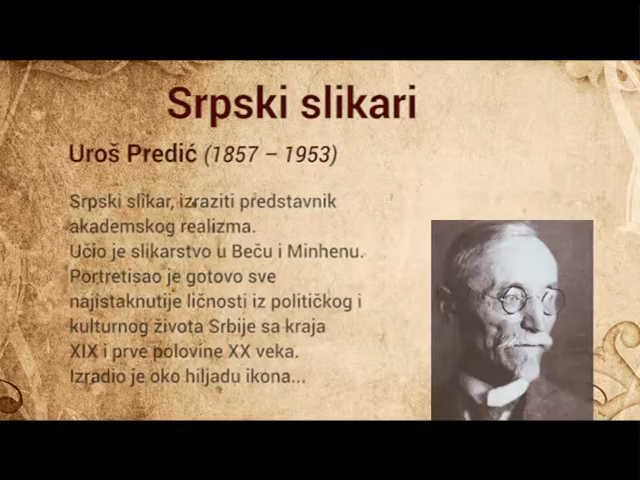 Srpski slikari
Uroš Predić (1857 – 1953)
Srpski slikar, izraziti predstavnik
akademskog realizma.
Učio je slikarstvo u Beču i Minhenu.
Portretisao je gotovo sve
najistaknutije ličnosti iz političkog i
kulturnog života Srbije sa kraja
XIX i prve polovine XX veka.
Izradio je oko hiljadu ikona...